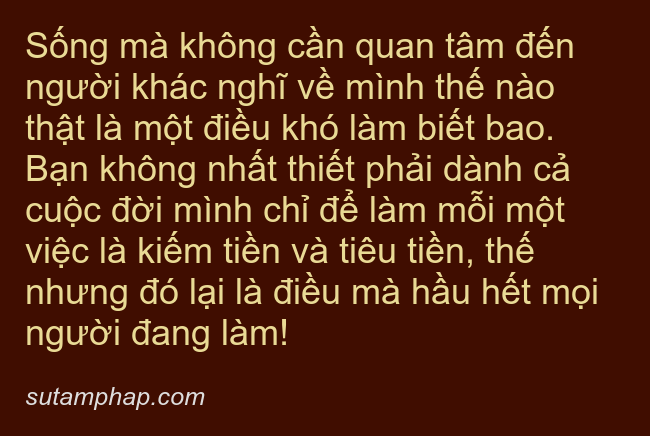 Sống mà không cần quan tâm đến
người khác nghĩ về mình thế nào
thật là một điều khó làm biết bao.
Bạn không nhất thiết phải dành cả
cuộc đời mình chỉ để làm mỗi một
việc là kiếm tiền và tiêu tiền, thế
nhưng đó lại là điều mà hầu hết mọi
người đang làm!
sutamphap.com